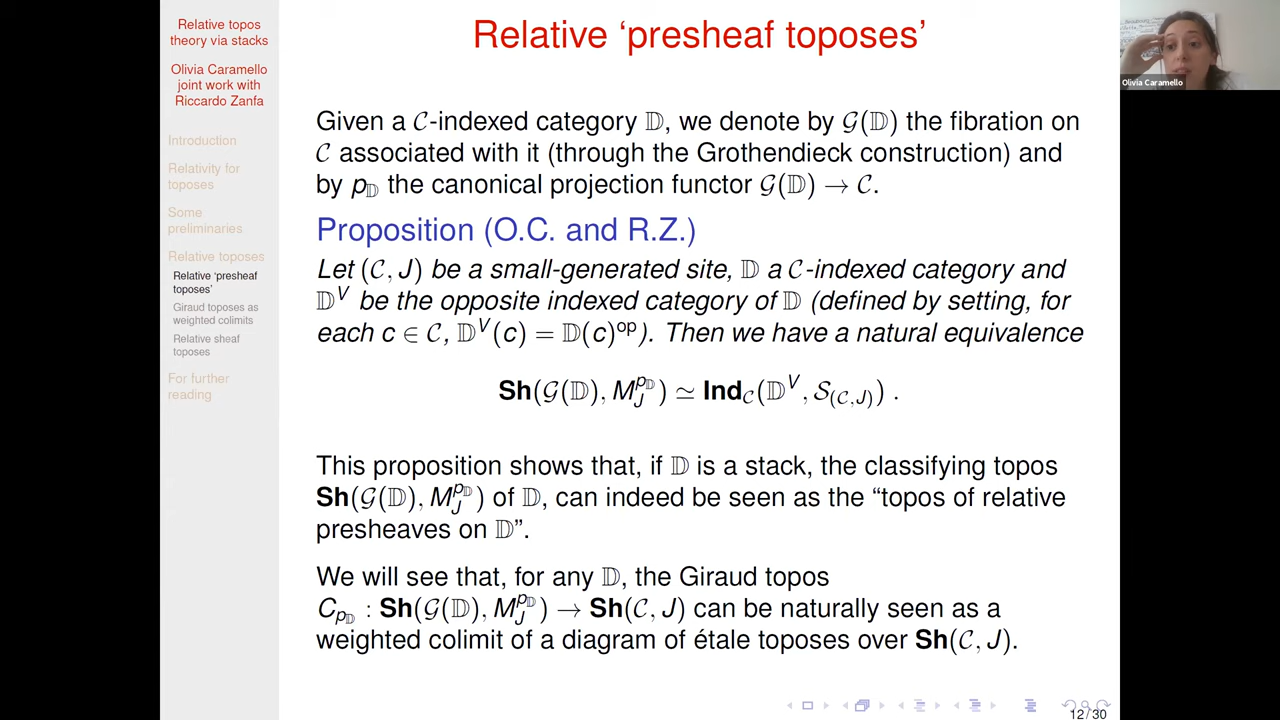 Relative topos
theory via stacks
Olivia Caramello
joint work with
Riccardo Zanfa
Introduction
Relativity for
toposes
Some
preliminaries
Relative toposes
Relative ‘presheaf
toposes’
Giraud toposes as
weighted colimits
Relative sheaf
toposes
For further
reading
Relative ‘presheaf toposes’
Given a 𝒞-indexed category 𝔻, we denote by 𝒢(𝔻) the fibration on
𝒞 associated with it (through the Grothendieck construction) and
by p_𝔻 the canonical projection functor 𝒢(𝔻) → 𝒞.
Proposition (O.C. and R.Z.)
Let (𝒞, J) be a small-generated site, 𝔻 a 𝒞-indexed category and
𝔻^V be the opposite indexed category of 𝔻 (defined by setting, for
each c ∈ 𝒞, 𝔻^V(c) = 𝔻(c)^op). Then we have a natural equivalence
Sh(𝒢(𝔻), M_J^{p_𝔻}) ≃ Ind_𝒞(𝔻^V, 𝒮_(𝒞,J)) .
This proposition shows that, if 𝔻 is a stack, the classifying topos
Sh(𝒢(𝔻), M_J^{p_𝔻}) of 𝔻, can indeed be seen as the “topos of relative
presheaves on 𝔻”.
We will see that, for any 𝔻, the Giraud topos
C_{p_𝔻} : Sh(𝒢(𝔻), M_J^{p_𝔻}) → Sh(𝒞, J) can be naturally seen as a
weighted colimit of a diagram of étale toposes over Sh(𝒞, J).
12/30
Olivia Caramello